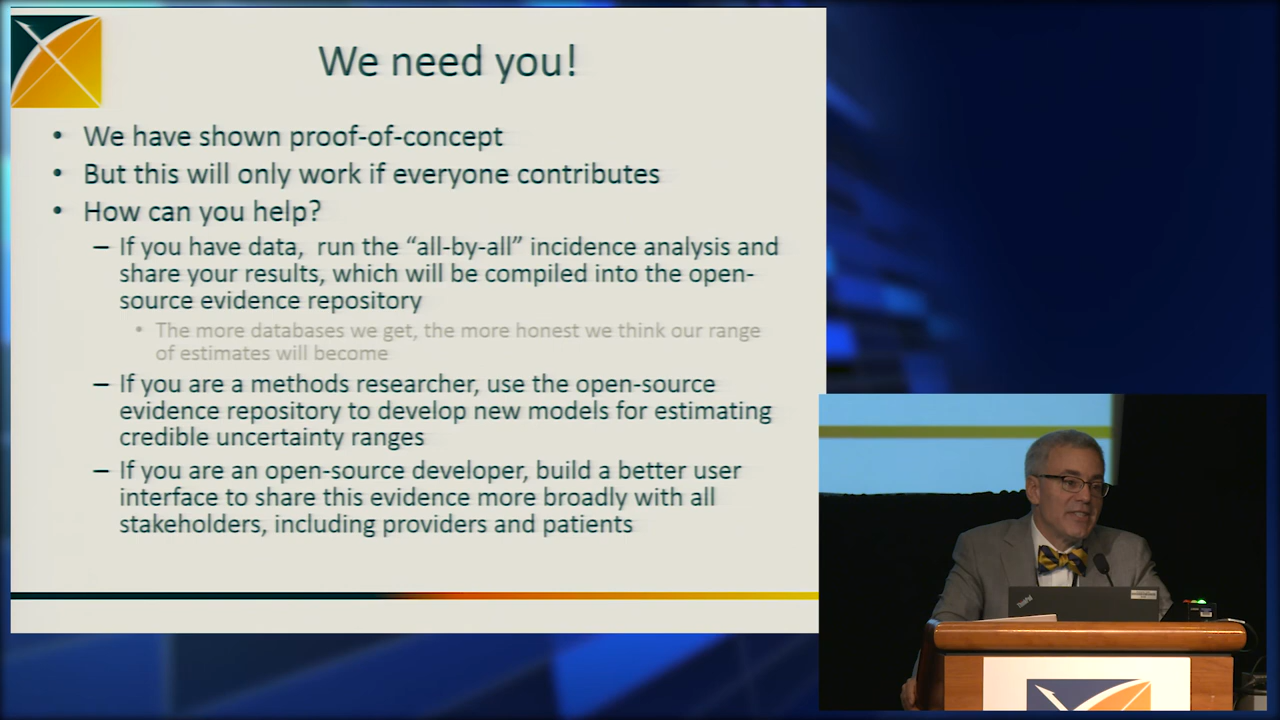 We need you!
• We have shown proof-of-concept
• But this will only work if everyone contributes
• How can you help?
– If you have data, run the “all-by-all” incidence analysis and
share your results, which will be compiled into the open-
source evidence repository
• The more databases we get, the more honest we think our range
of estimates will become
– If you are a methods researcher, use the open-source
evidence repository to develop new models for estimating
credible uncertainty ranges
– If you are an open-source developer, build a better user
interface to share this evidence more broadly with all
stakeholders, including providers and patients
ThinkPad